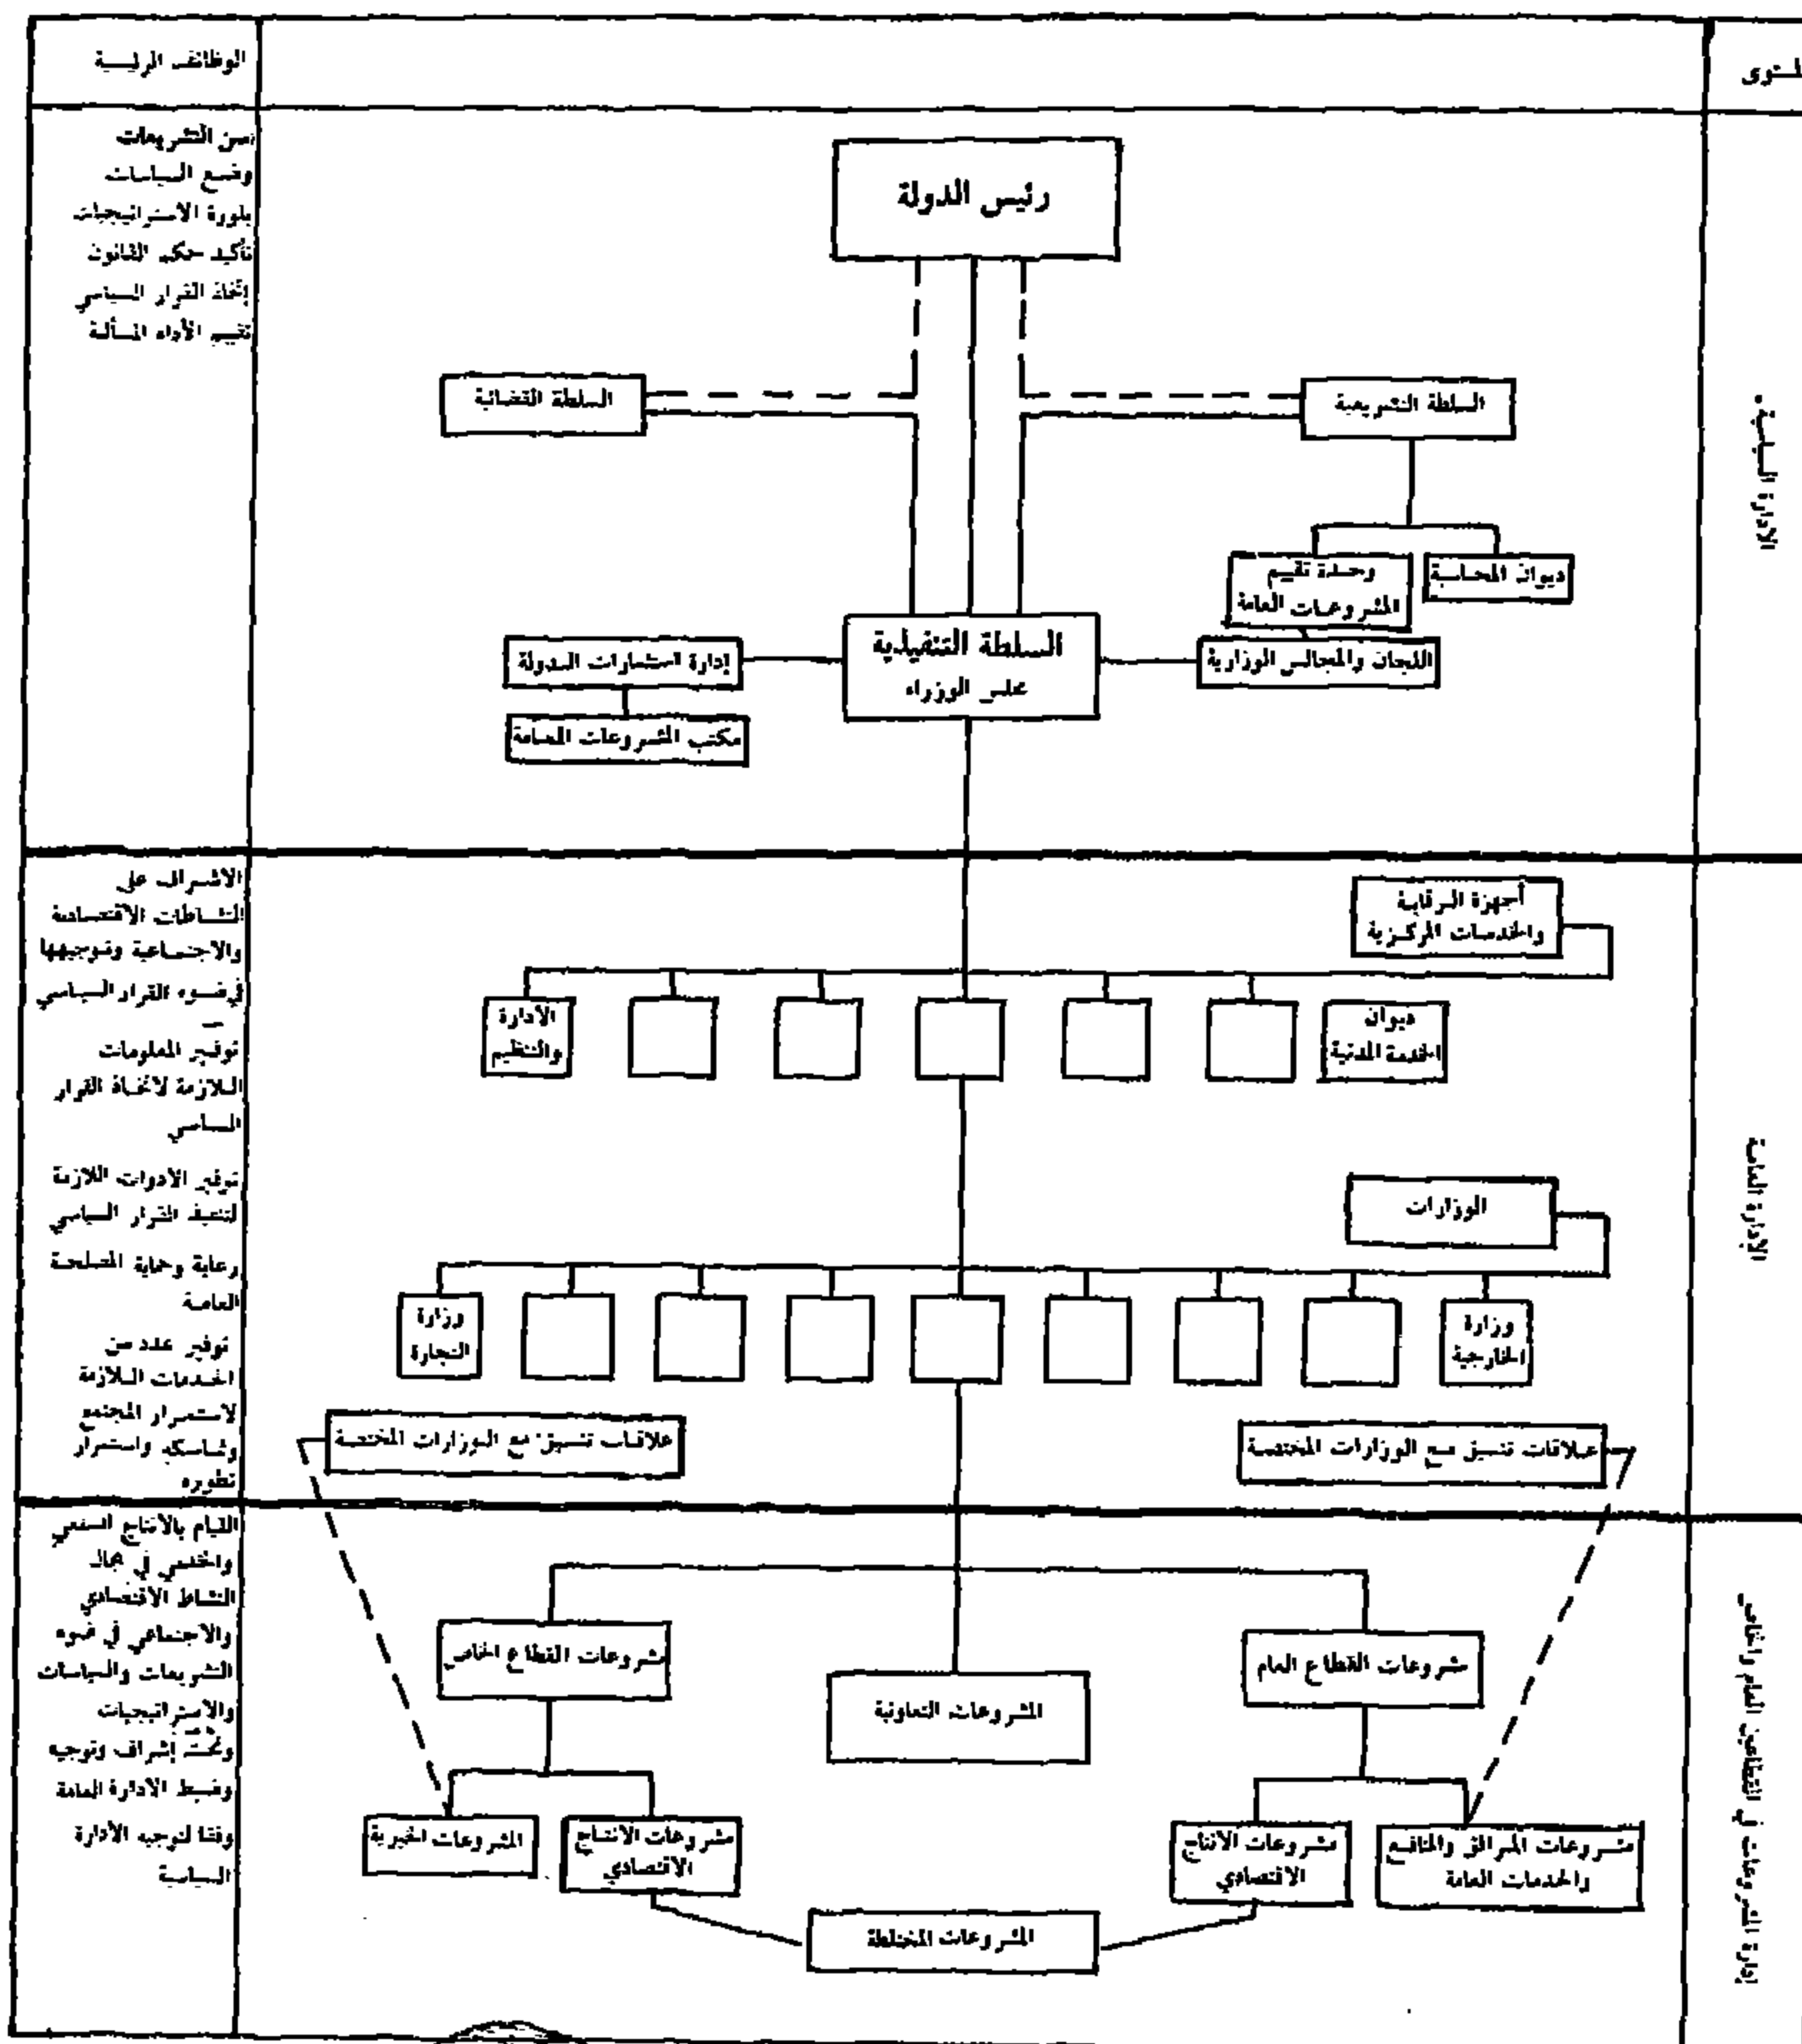 الوظائف الرئيسية
سن التشريعات
وضع السياسات
بلورة الاستراتيجيات
تأكيد حكم القانون
إتخاذ القرار السياسي
تقييم الأداء المسألة
الادارة السياسية
رئيس الدولة
السلطة التشريعية
السلطة القضائية
ديوان المحاسبة
وحدة تقييم
المشروعات العامة
اللجان والمجالس الوزارية
السلطة التنفيذية
مجلس الوزراء
إدارة استثمارات الدولة
مكتب المشروعات العامة
الإدارة العامة
أجهزة الرقابة
والخدمات المركزية
ديوان
الخدمة المدنية
الادارة
والتنظيم
الوزارات
وزارة
الخارجية
وزارة
التجارة
علاقات تنسيق مع الوزارات المختصة
علاقات تنسيق مع الوزارات المختصة
الاشراف على
النشاطات الاقتصادية
والاجتماعية وتوجيهها
في ضوء القرار السياسي
–
توفير المعلومات
اللازمة لاتخاذ القرار
السياسي
توفير الأدوات اللازمة
لتنفيذ القرار السياسي
رعاية وحماية المصلحة
العامة
توفير عدد من
الخدمات اللازمة
لاستمرار المجتمع
وتماسكه واستمرار
تطويره
إدارة المشروعات في القطاعين العام والخاص
مشروعات القطاع العام
المشروعات التعاونية
مشروعات القطاع الخاص
مشروعات المرافق والمنافع
والخدمات العامة
مشروعات الانتاج
الاقتصادي
مشروعات الانتاج
الاقتصادي
المشروعات الخيرية
المشروعات المختلطة
القيام بالانتاج السلعي
والخدمي في مجال
النشاط الاقتصادي
والاجتماعي في ضوء
التشريعات والسياسات
والاستراتيجيات
وتحت إشراف وتوجيه
وضبط الادارة العامة
وفقا لتوجيه الأدارة
السياسية